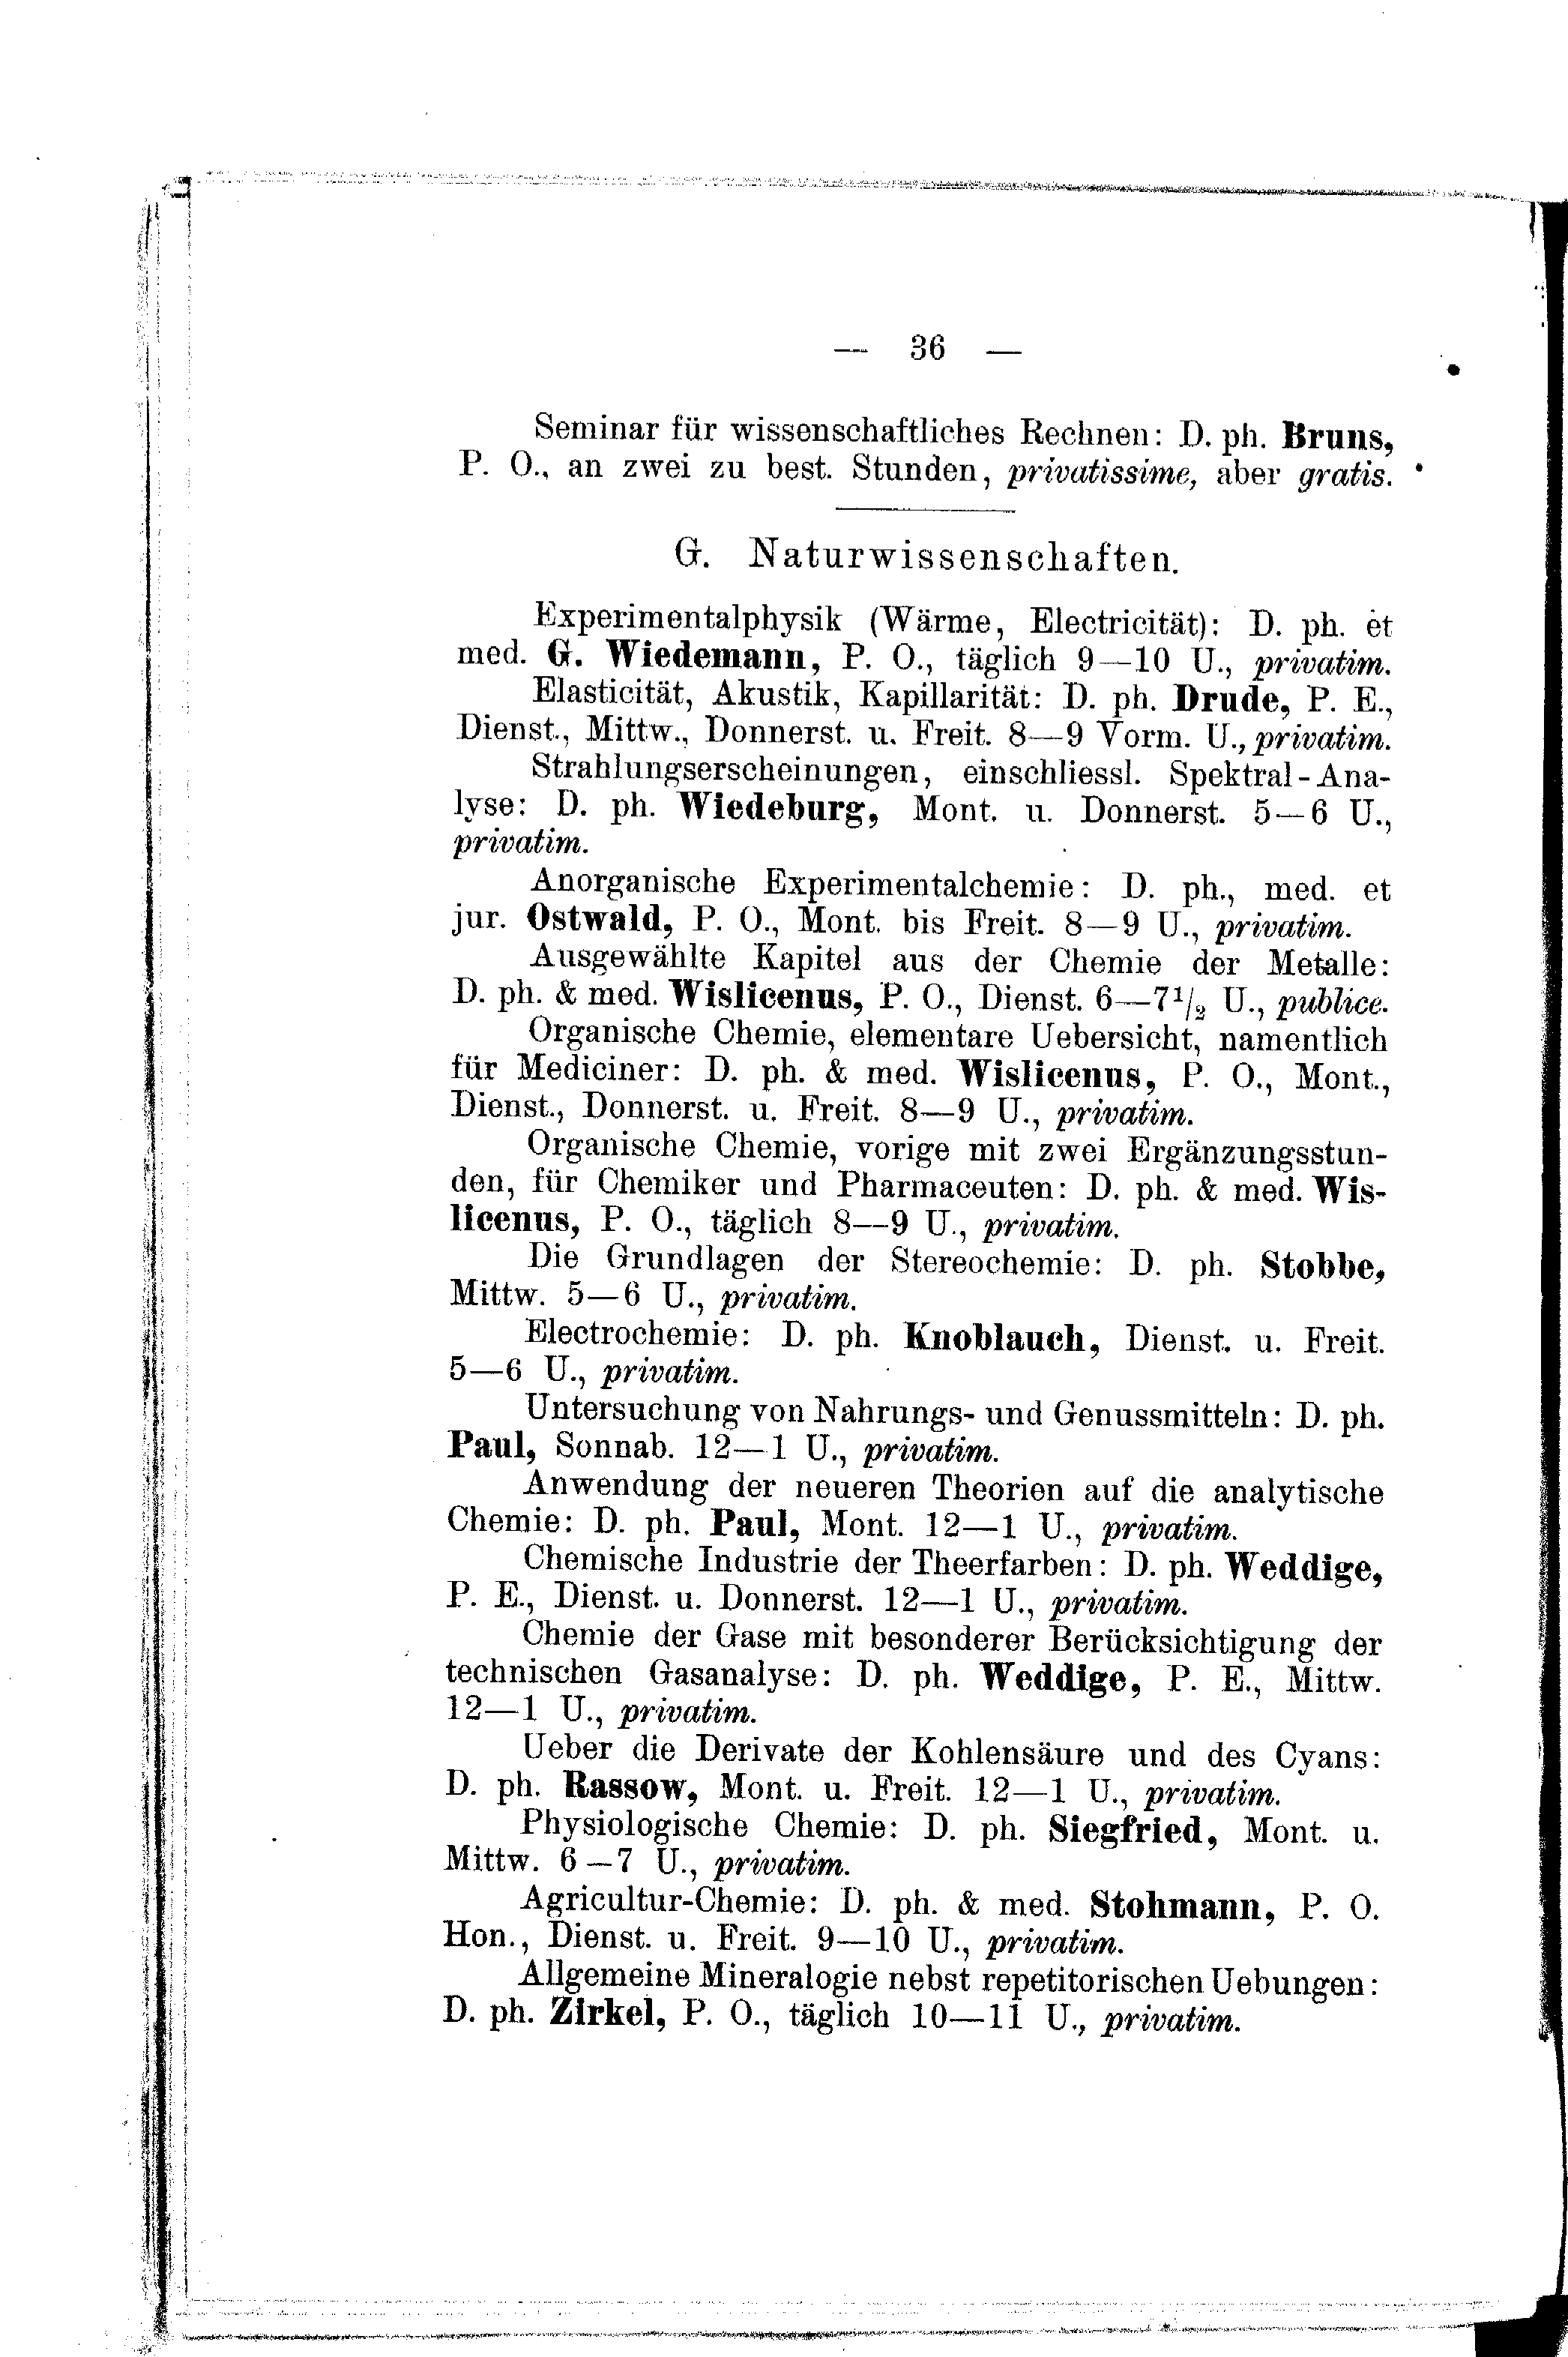 — 36 —
Seminar für wissenschaftliches Rechnen: D. ph. Bruns,
P. O., an zwei zu best. Stunden, privatissime, aber gratis.
G. Naturwissenschaften.
Experimentalphysik (Wärme, Electricität): D. ph. et
med. G. Wiedemann, P. O., täglich 9—10 U., privatim.
Elasticität, Akustik, Kapillarität: D. ph. Drude, P. E.,
Dienst., Mittw., Donnerst. u. Freit. 8—9 Vorm. U., privatim.
Strahlungserscheinungen, einschliessl. Spektral-Ana-
lyse: D. ph. Wiedeburg, Mont. u. Donnerst. 5—6 U.,
privatim.
Anorganische Experimentalchemie: D. ph., med. et
jur. Ostwald, P. O., Mont. bis Freit. 8—9 U., privatim.
Ausgewählte Kapitel aus der Chemie der Metalle:
D. ph. & med. Wislicenus, P. O., Dienst. 6—7 1/2 U., publice.
Organische Chemie, elementare Uebersicht, namentlich
für Mediciner: D. ph. & med. Wislicenus, P. O., Mont.,
Dienst., Donnerst. u. Freit. 8—9 U., privatim.
Organische Chemie, vorige mit zwei Ergänzungsstun-
den, für Chemiker und Pharmaceuten: D. ph. & med. Wis-
licenus, P. O., täglich 8—9 U., privatim.
Die Grundlagen der Stereochemie: D. ph. Stobbe,
Mittw. 5—6 U., privatim.
Electrochemie: D. ph. Knoblauch, Dienst. u. Freit.
5—6 U., privatim.
Untersuchung von Nahrungs- und Genussmitteln: D. ph.
Paul, Sonnab. 12—1 U., privatim.
Anwendung der neueren Theorien auf die analytische
Chemie: D. ph. Paul, Mont. 12—1 U., privatim.
Chemische Industrie der Theerfarben: D. ph. Weddige,
P. E., Dienst. u. Donnerst. 12—1 U., privatim.
Chemie der Gase mit besonderer Berücksichtigung der
technischen Gasanalyse: D. ph. Weddige, P. E., Mittw.
12—1 U., privatim.
Ueber die Derivate der Kohlensäure und des Cyans:
D. ph. Rassow, Mont. u. Freit. 12—1 U., privatim.
Physiologische Chemie: D. ph. Siegfried, Mont. u.
Mittw. 6—7 U., privatim.
Agricultur-Chemie: D. ph. & med. Stohmann, P. O.
Hon., Dienst. u. Freit. 9—10 U., privatim.
Allgemeine Mineralogie nebst repetitorischen Uebungen:
D. ph. Zirkel, P. O., täglich 10—11 U., privatim.